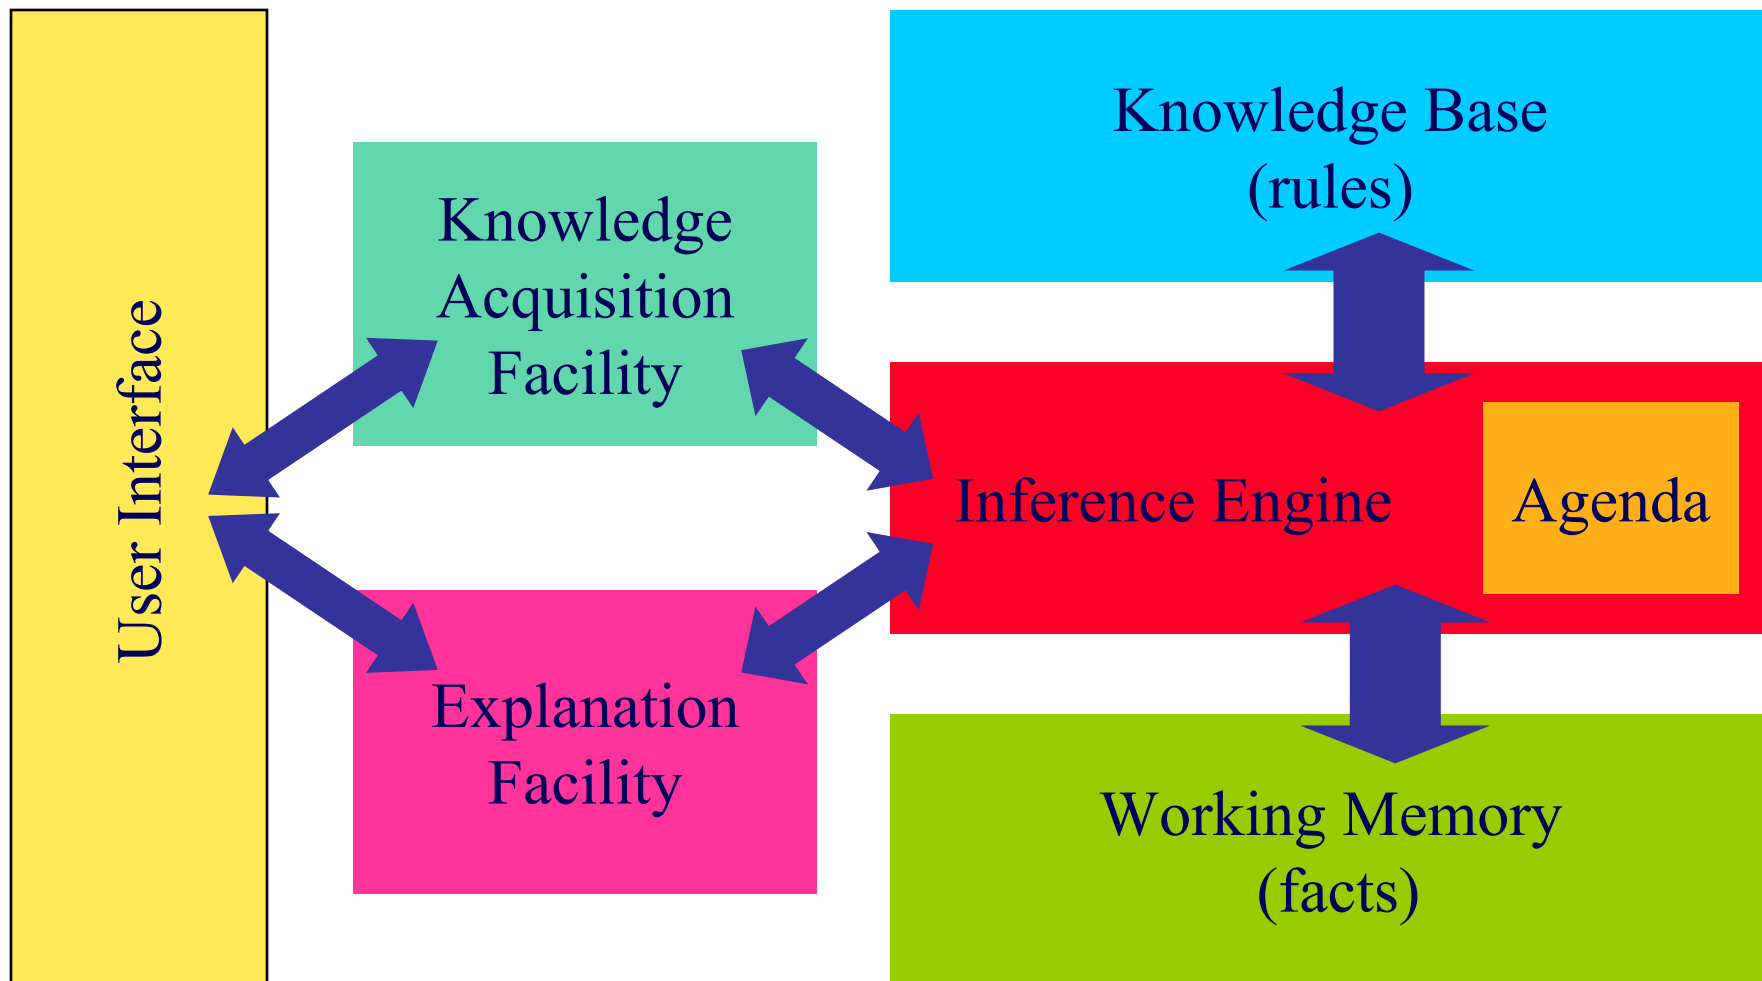 User Interface
Knowledge
Acquisition
Facility
Explanation
Facility
Knowledge Base
(rules)
Inference Engine
Agenda
Working Memory
(facts)